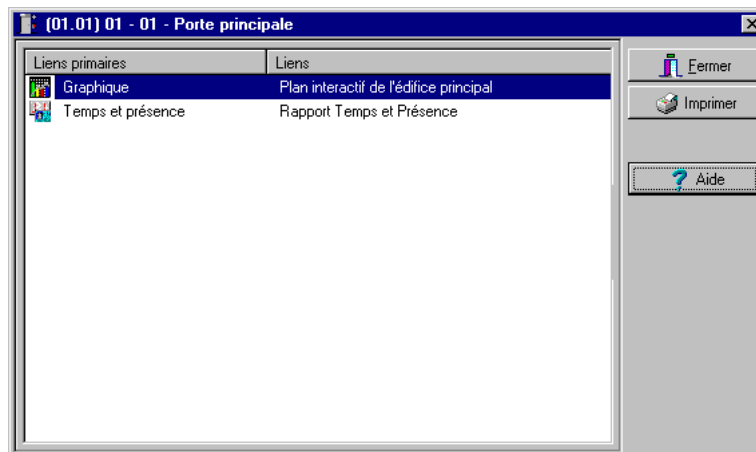 (01.01) 01 - 01 - Porte principale
Liens primaires Liens
Graphique Plan interactif de l'édifice principal
Temps et présence Rapport Temps et Présence
Fermer
Imprimer
Aide